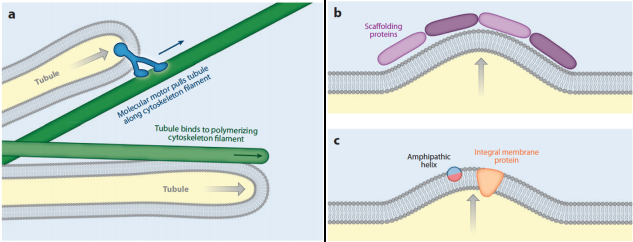 a
Tubule
Molecular motor pulls tubule
along cytoskeleton filament
Tubule binds to polymerizing
cytoskeleton filament
Tubule
b
Scaffolding
proteins
c
Amphipathic
helix
Integral membrane
protein